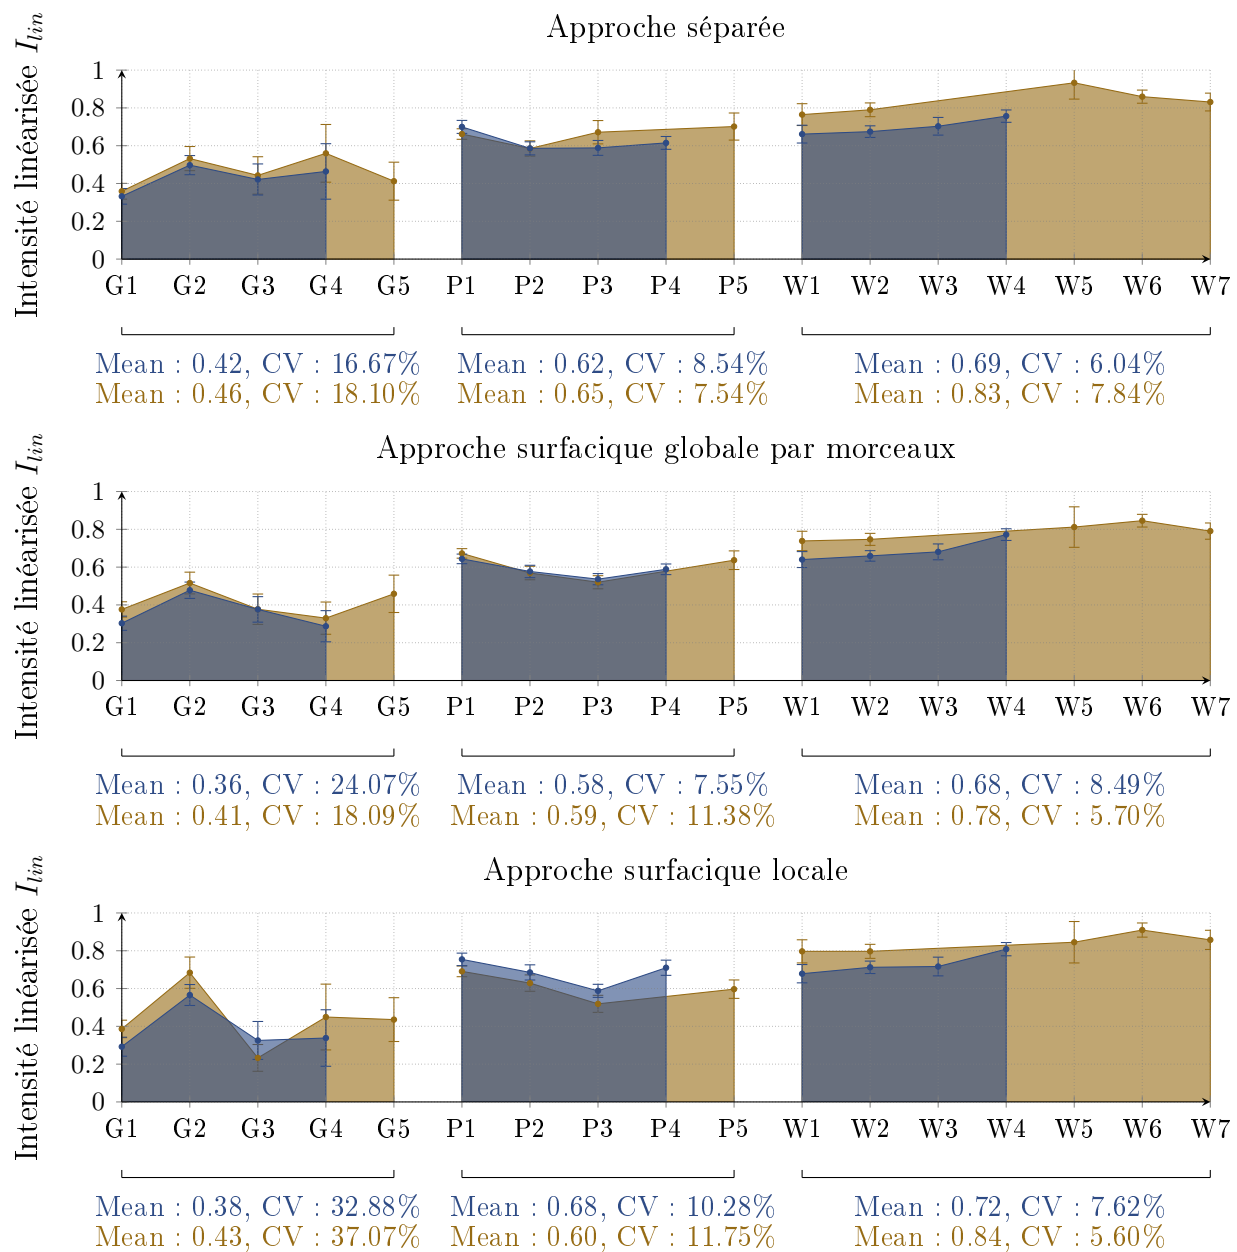 Approche séparée
Intensité linéarisée I_lin
1
0.8
0.6
0.4
0.2
0
G1 G2 G3 G4 G5 P1 P2 P3 P4 P5 W1 W2 W3 W4 W5 W6 W7
Mean : 0.42, CV : 16.67% Mean : 0.62, CV : 8.54% Mean : 0.69, CV : 6.04%
Mean : 0.46, CV : 18.10% Mean : 0.65, CV : 7.54% Mean : 0.83, CV : 7.84%
Approche surfacique globale par morceaux
Intensité linéarisée I_lin
1
0.8
0.6
0.4
0.2
0
G1 G2 G3 G4 G5 P1 P2 P3 P4 P5 W1 W2 W3 W4 W5 W6 W7
Mean : 0.36, CV : 24.07% Mean : 0.58, CV : 7.55% Mean : 0.68, CV : 8.49%
Mean : 0.41, CV : 18.09% Mean : 0.59, CV : 11.38% Mean : 0.78, CV : 5.70%
Approche surfacique locale
Intensité linéarisée I_lin
1
0.8
0.6
0.4
0.2
0
G1 G2 G3 G4 G5 P1 P2 P3 P4 P5 W1 W2 W3 W4 W5 W6 W7
Mean : 0.38, CV : 32.88% Mean : 0.68, CV : 10.28% Mean : 0.72, CV : 7.62%
Mean : 0.43, CV : 37.07% Mean : 0.60, CV : 11.75% Mean : 0.84, CV : 5.60%